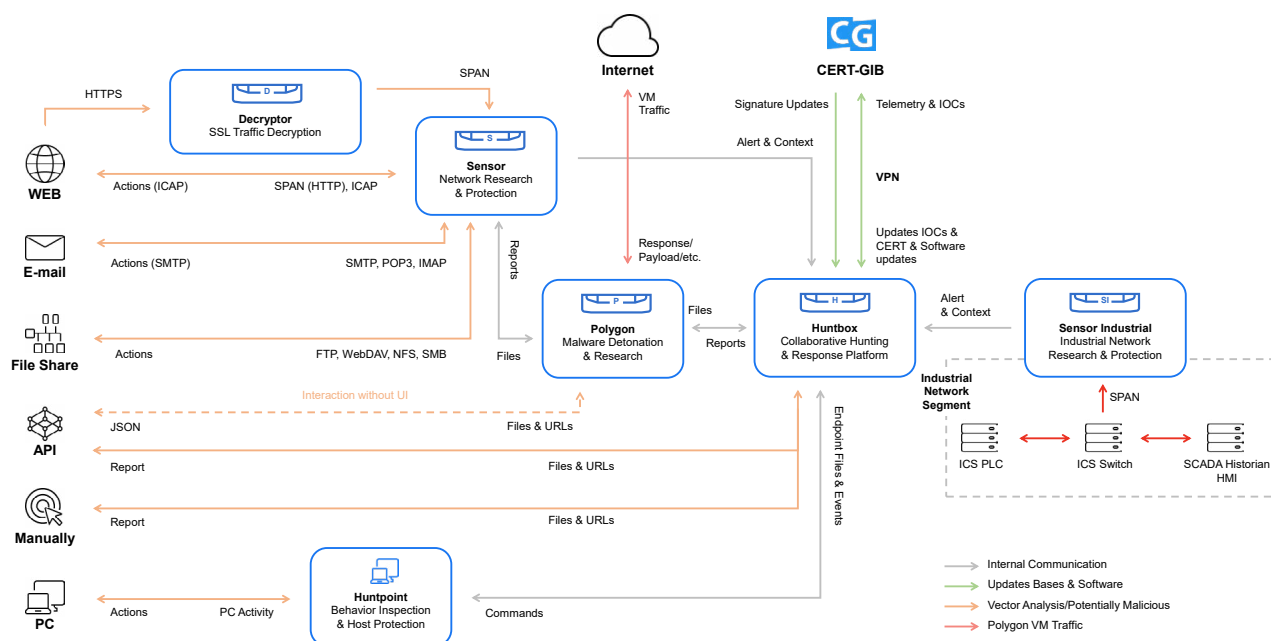 CG
Internet
CERT-GIB
HTTPS
D
Decryptor
SSL Traffic Decryption
SPAN
VM
Traffic
Signature Updates
Telemetry & IOCs
S
Sensor
Network Research
& Protection
Alert & Context
WEB
Actions (ICAP)
SPAN (HTTP), ICAP
VPN
E-mail
Actions (SMTP)
SMTP, POP3, IMAP
Reports
Response/
Payload/etc.
Updates IOCs &
CERT & Software
updates
P
Polygon
Malware Detonation
& Research
Files
Reports
H
Huntbox
Collaborative Hunting
& Response Platform
Alert
& Context
SI
Sensor Industrial
Industrial Network
Research & Protection
File Share
Actions
FTP, WebDAV, NFS, SMB
Files
Industrial
Network
Segment
SPAN
Interaction without UI
API
JSON
Files & URLs
Report
Files & URLs
Endpoint Files & Events
ICS PLC
ICS Switch
SCADA Historian
HMI
Manually
Report
Files & URLs
PC
Actions
PC Activity
Huntpoint
Behavior Inspection
& Host Protection
Commands
Internal Communication
Updates Bases & Software
Vector Analysis/Potentially Malicious
Polygon VM Traffic